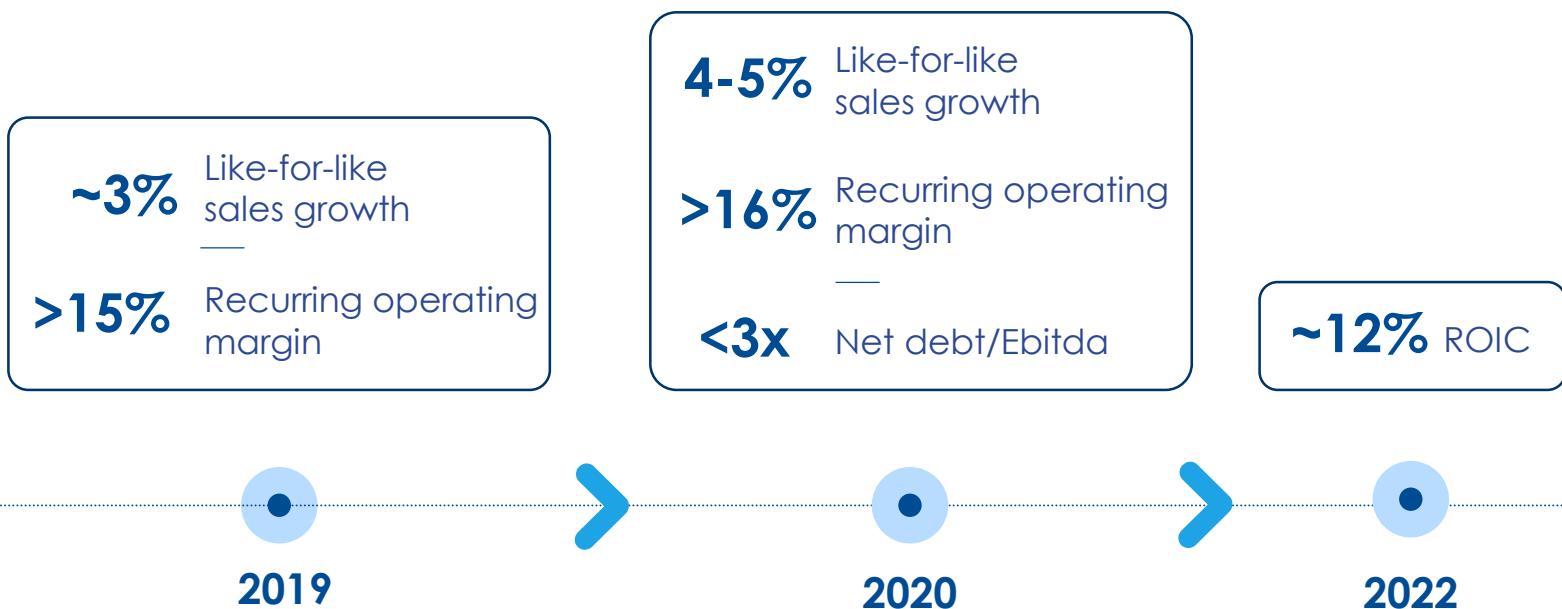 ~3%
Like-for-like
sales growth
>15%
Recurring operating
margin
2019
4-5%
Like-for-like
sales growth
>16%
Recurring operating
margin
<3x
Net debt/Ebitda
2020
~12% ROIC
2022